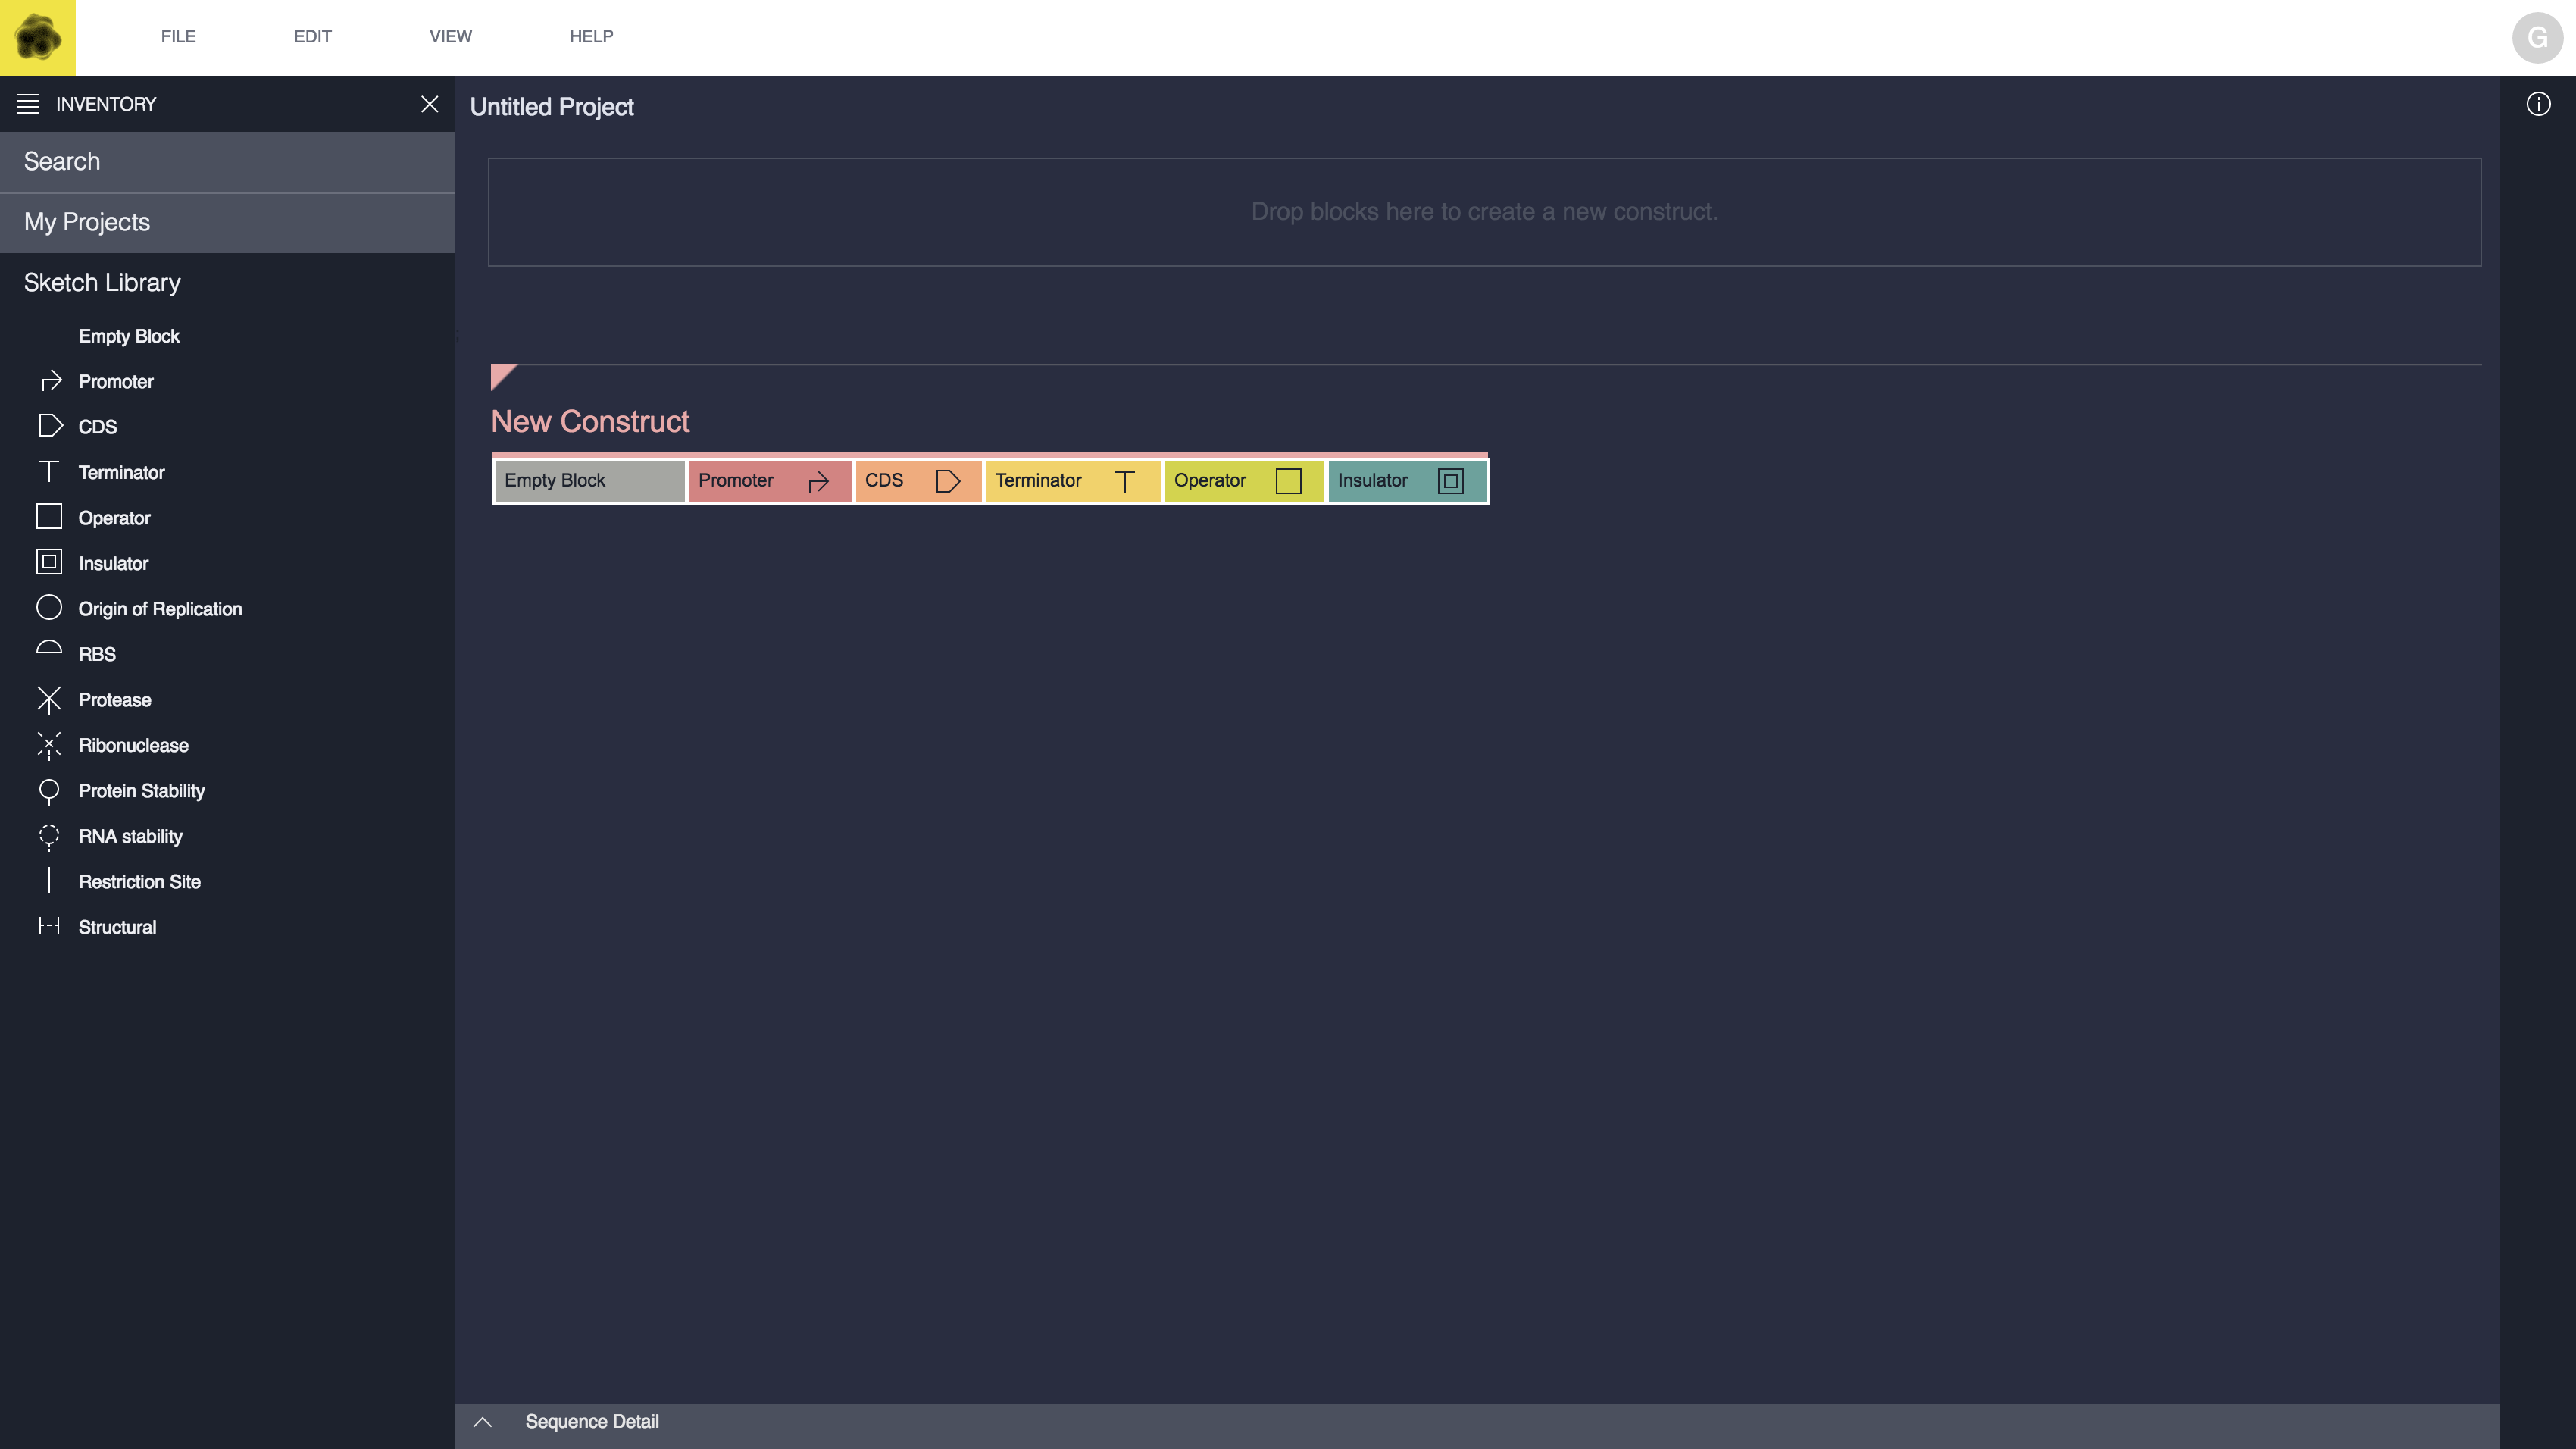 FILE EDIT VIEW HELP
G
INVENTORY
Search
My Projects
Sketch Library
Empty Block
Promoter
CDS
Terminator
Operator
Insulator
Origin of Replication
RBS
Protease
Ribonuclease
Protein Stability
RNA stability
Restriction Site
Structural
Untitled Project
Drop blocks here to create a new construct.
New Construct
Empty Block Promoter CDS Terminator Operator Insulator
Sequence Detail